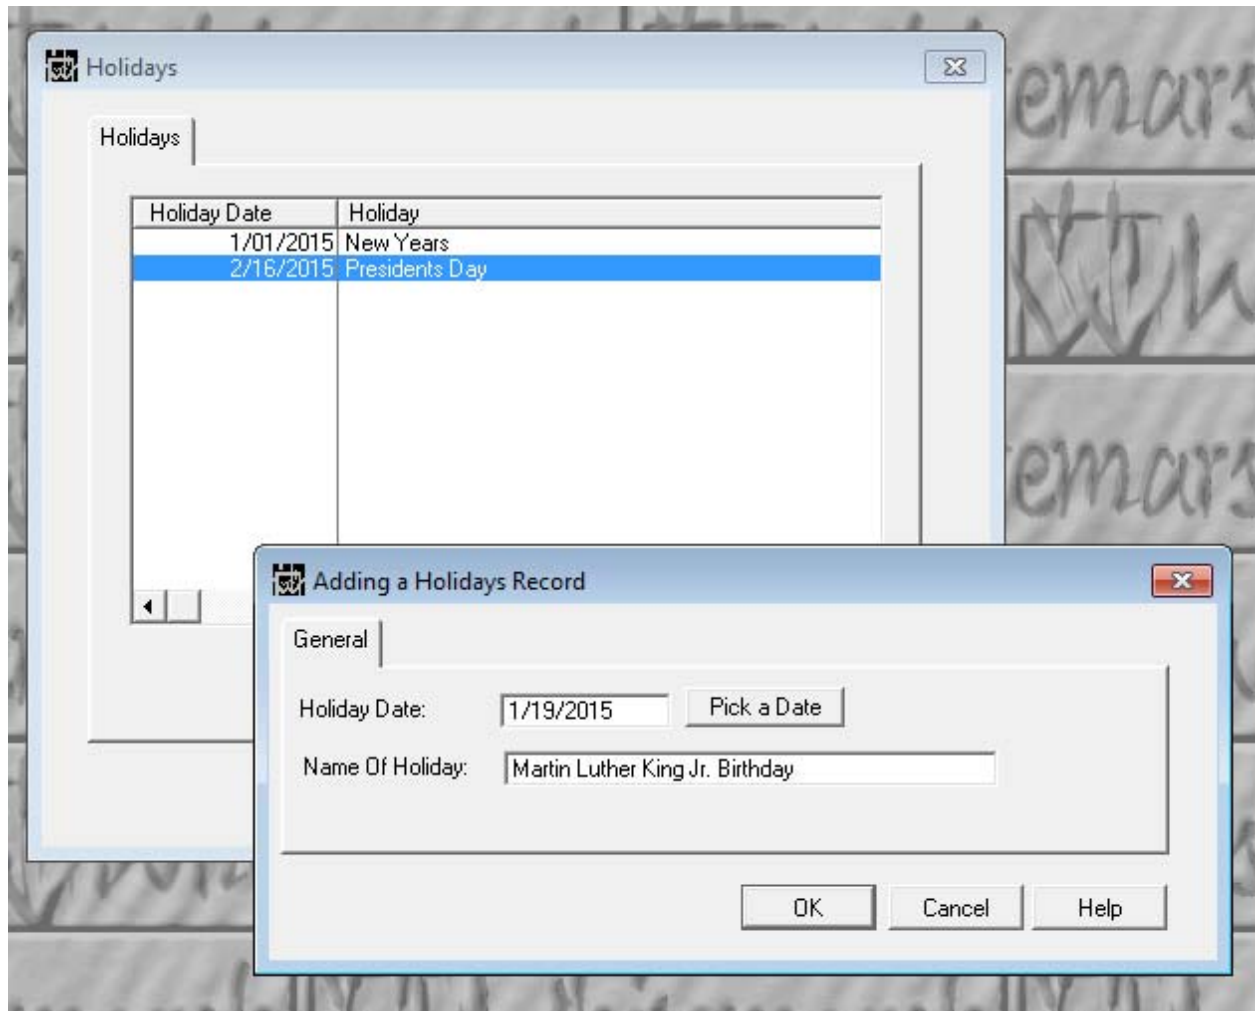 Holidays
Holidays
Holiday Date Holiday
1/01/2015 New Years
2/16/2015 Presidents Day
Adding a Holidays Record
General
Holiday Date: 1/19/2015 Pick a Date
Name Of Holiday: Martin Luther King Jr. Birthday
OK Cancel Help